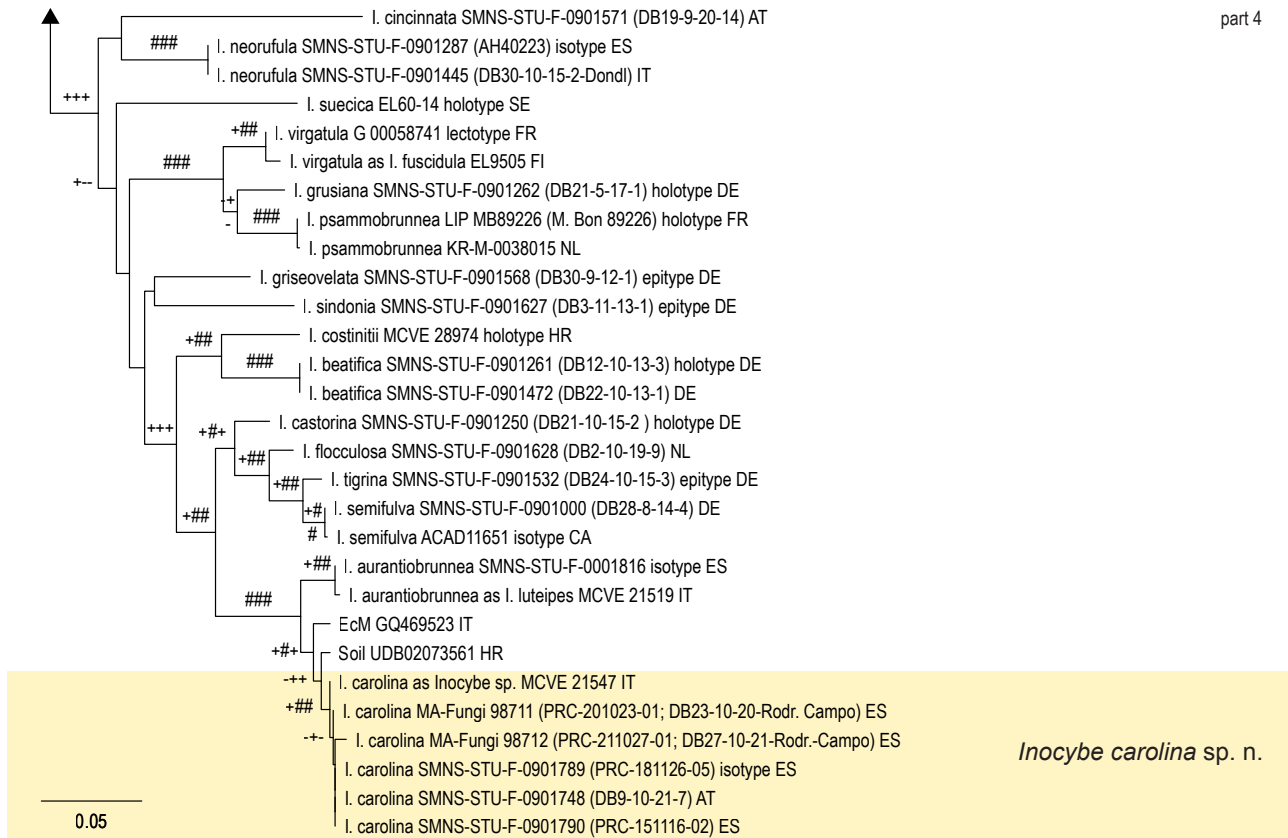 I. cincinnata SMNS-STU-F-0901571 (DB19-9-20-14) AT
part 4
###
I. neorufula SMNS-STU-F-0901287 (AH40223) isotype ES
I. neorufula SMNS-STU-F-0901445 (DB30-10-15-2-Dondl) IT
+++
I. suecica EL60-14 holotype SE
+##
I. virgatula G 00058741 lectotype FR
###
I. virgatula as I. fuscidula EL9505 FI
+--
I. grusiana SMNS-STU-F-0901262 (DB21-5-17-1) holotype DE
-+
-
###
I. psammobrunnea LIP MB89226 (M. Bon 89226) holotype FR
I. psammobrunnea KR-M-0038015 NL
I. griseovelata SMNS-STU-F-0901568 (DB30-9-12-1) epitype DE
I. sindonia SMNS-STU-F-0901627 (DB3-11-13-1) epitype DE
+##
I. costinitii MCVE 28974 holotype HR
###
I. beatifica SMNS-STU-F-0901261 (DB12-10-13-3) holotype DE
I. beatifica SMNS-STU-F-0901472 (DB22-10-13-1) DE
+++
+#+
I. castorina SMNS-STU-F-0901250 (DB21-10-15-2 ) holotype DE
+##
I. flocculosa SMNS-STU-F-0901628 (DB2-10-19-9) NL
+##
I. tigrina SMNS-STU-F-0901532 (DB24-10-15-3) epitype DE
+##
+#
#
I. semifulva SMNS-STU-F-0901000 (DB28-8-14-4) DE
I. semifulva ACAD11651 isotype CA
+##
I. aurantiobrunnea SMNS-STU-F-0001816 isotype ES
###
I. aurantiobrunnea as I. luteipes MCVE 21519 IT
EcM GQ469523 IT
+#+
Soil UDB02073561 HR
-++
I. carolina as Inocybe sp. MCVE 21547 IT
+##
I. carolina MA-Fungi 98711 (PRC-201023-01; DB23-10-20-Rodr. Campo) ES
-+-
I. carolina MA-Fungi 98712 (PRC-211027-01; DB27-10-21-Rodr.-Campo) ES
Inocybe carolina sp. n.
I. carolina SMNS-STU-F-0901789 (PRC-181126-05) isotype ES
I. carolina SMNS-STU-F-0901748 (DB9-10-21-7) AT
0.05
I. carolina SMNS-STU-F-0901790 (PRC-151116-02) ES